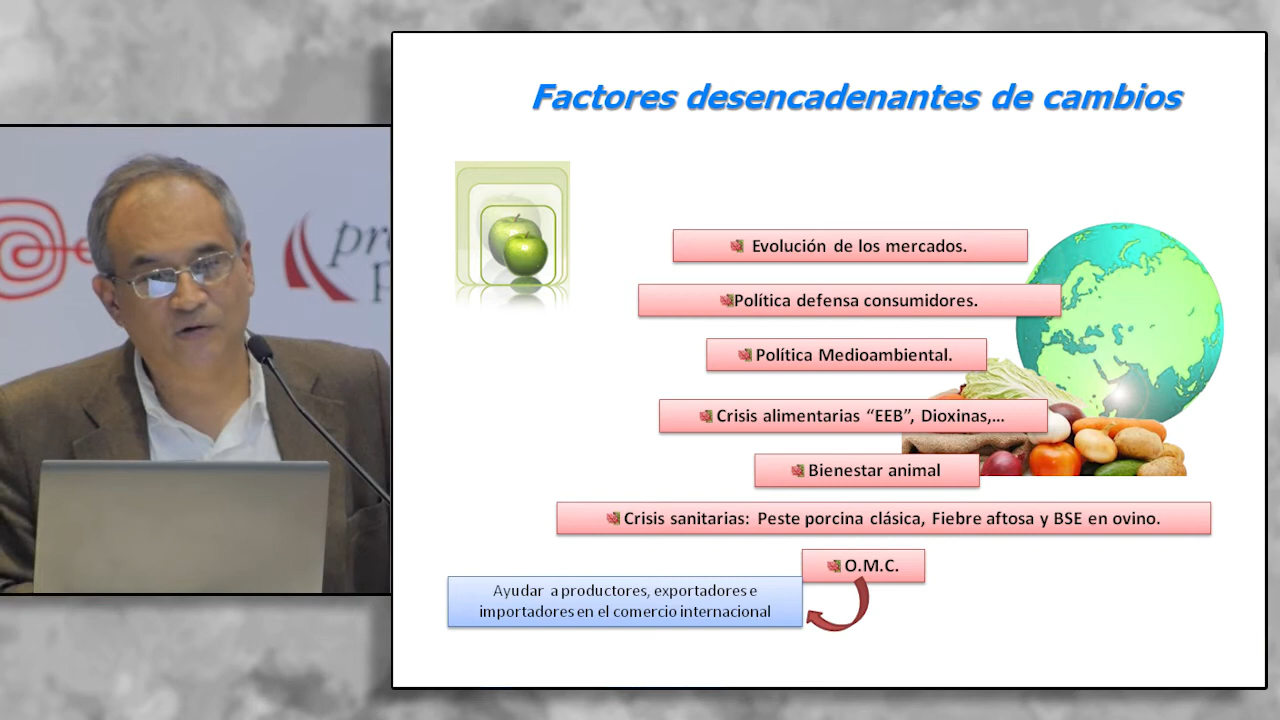 Factores desencadenantes de cambios
Evolución de los mercados.
Política defensa consumidores.
Política Medioambiental.
Crisis alimentarias “EEB”, Dioxinas,...
Bienestar animal
Crisis sanitarias: Peste porcina clásica, Fiebre aftosa y BSE en ovino.
O.M.C.
Ayudar a productores, exportadores e
importadores en el comercio internacional